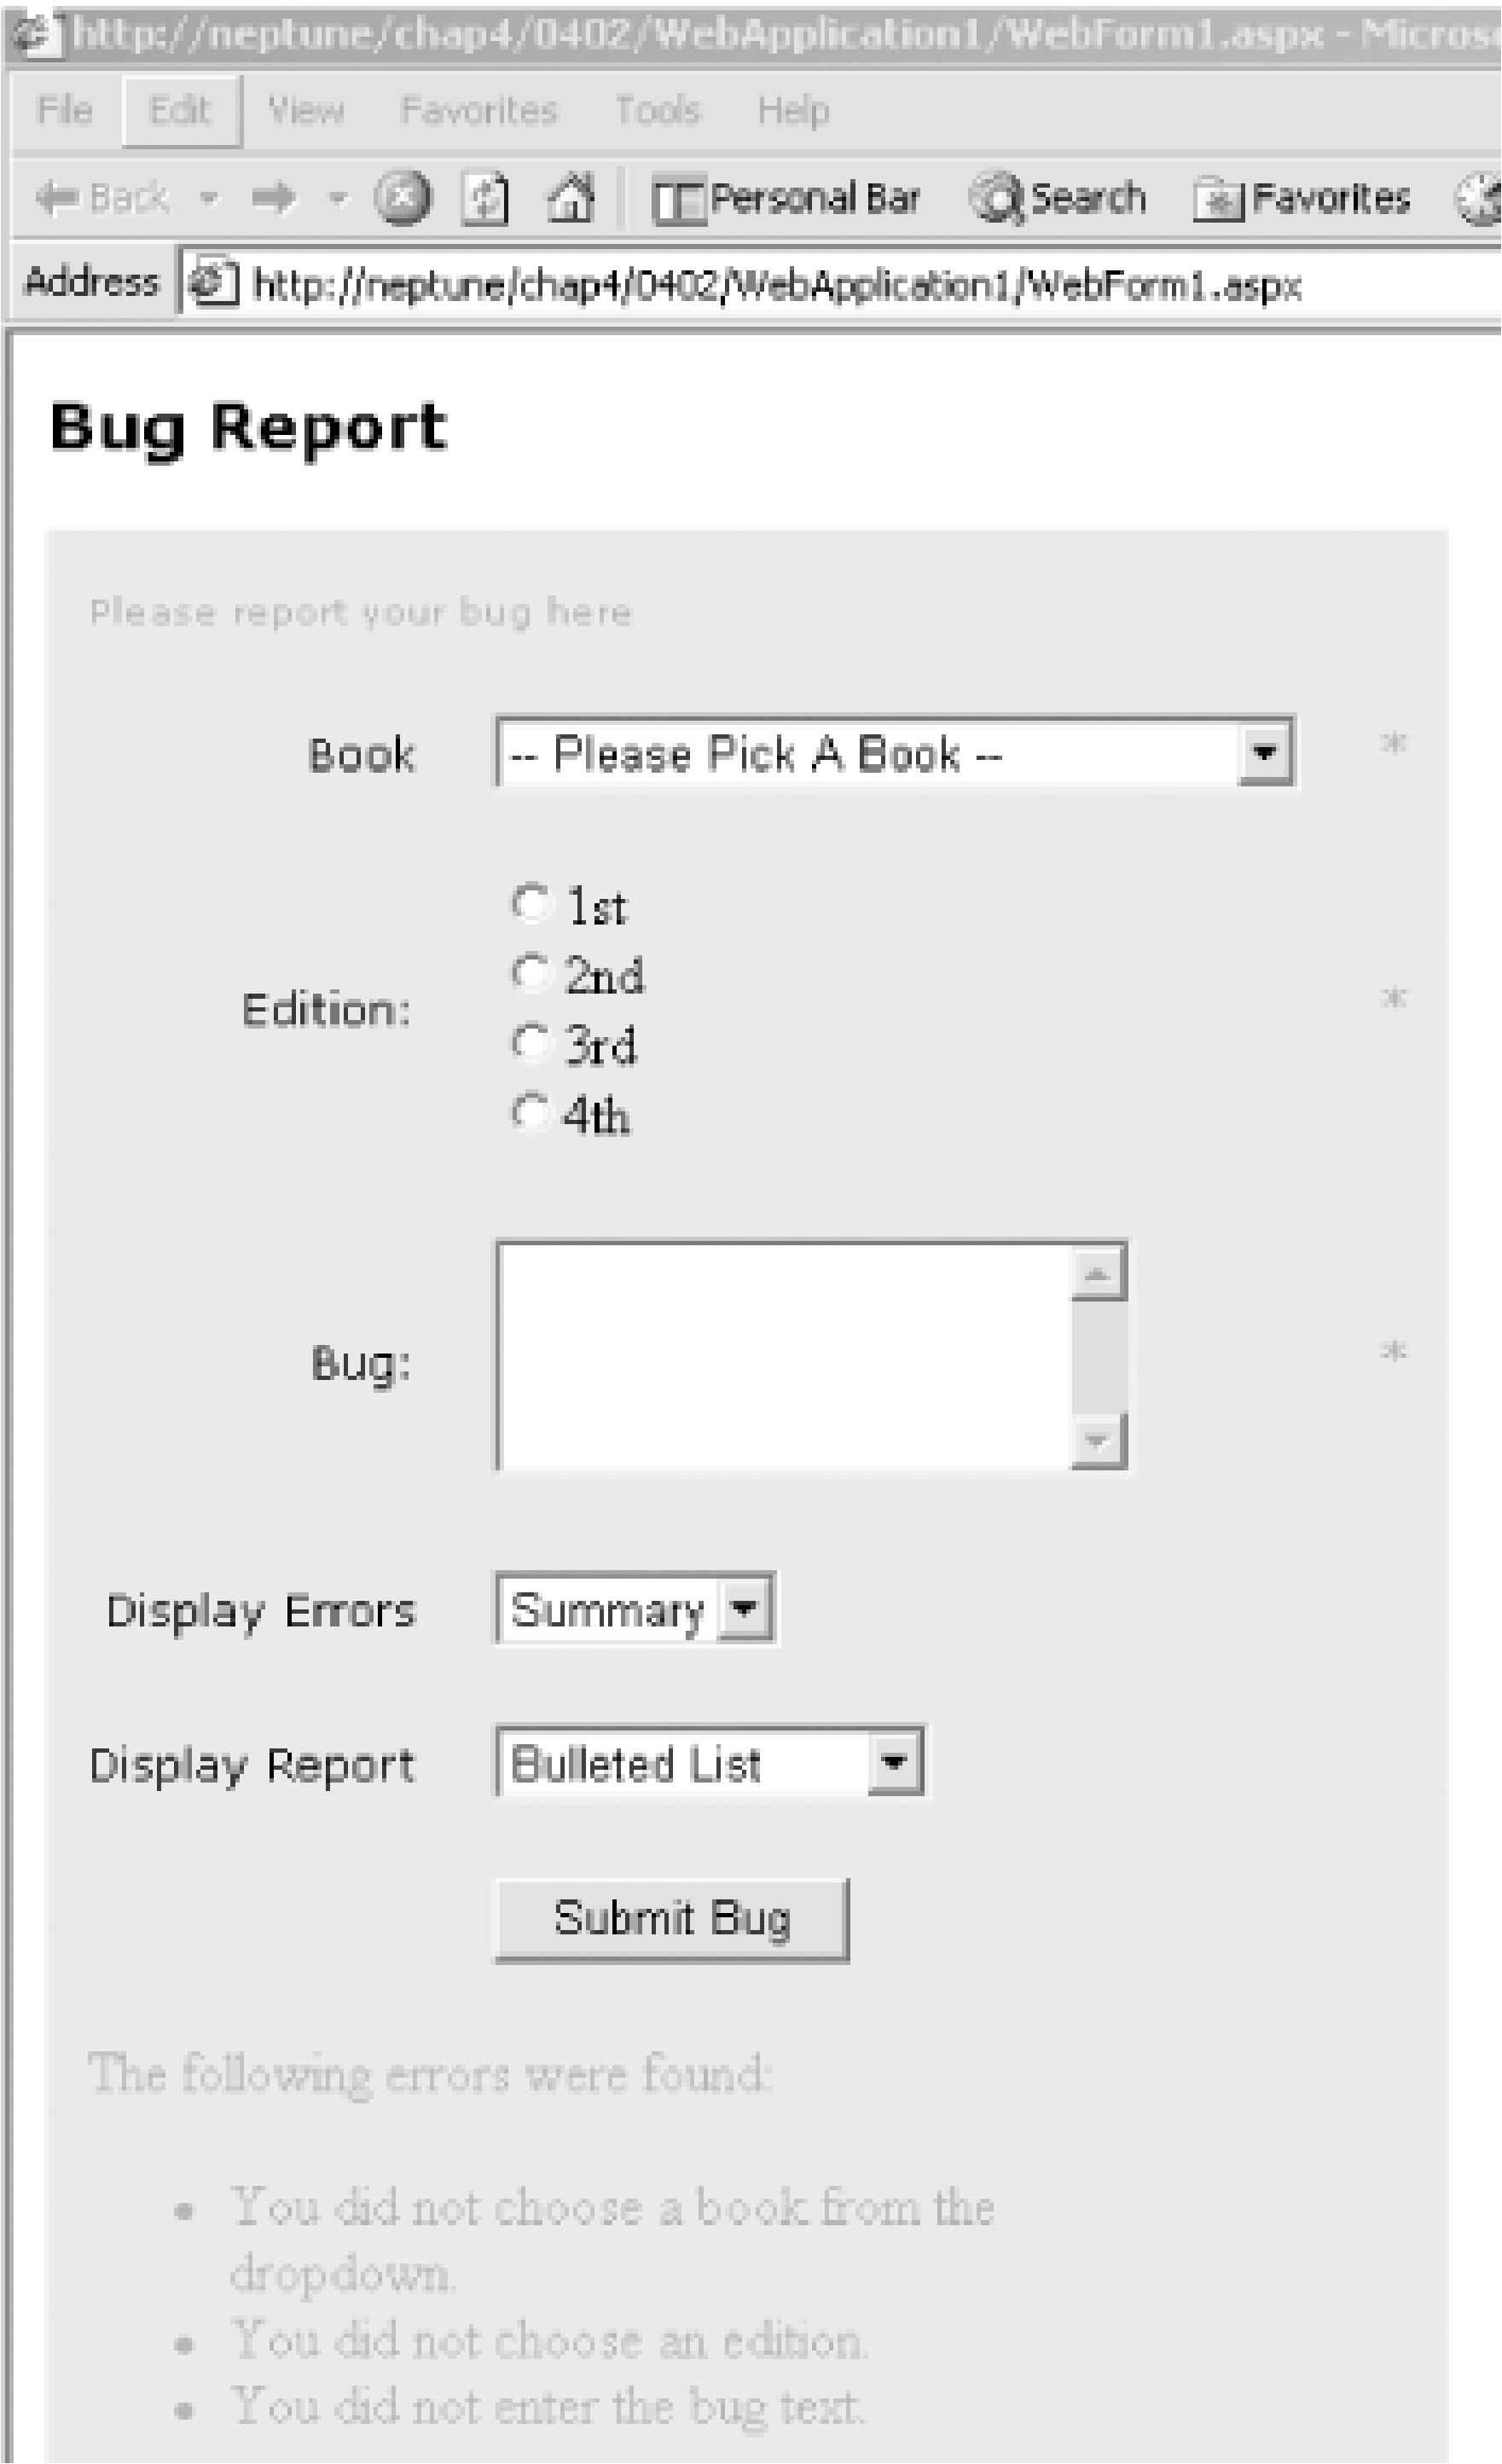 http://neptune/chap4/0402/WebApplication1/WebForm1.aspx -
File Edit View Favorites Tools Help
Back Personal Bar Search Favorites
Address http://neptune/chap4/0402/WebApplication1/WebForm1.aspx
Bug Report
Please report your bug here
Book -- Please Pick A Book -- *
1st
2nd
Edition: *
3rd
4th
Bug: *
Display Errors Summary
Display Report Bulleted List
Submit Bug
The following errors were found:
• You did not choose a book from the
dropdown.
• You did not choose an edition.
• You did not enter the bug text.